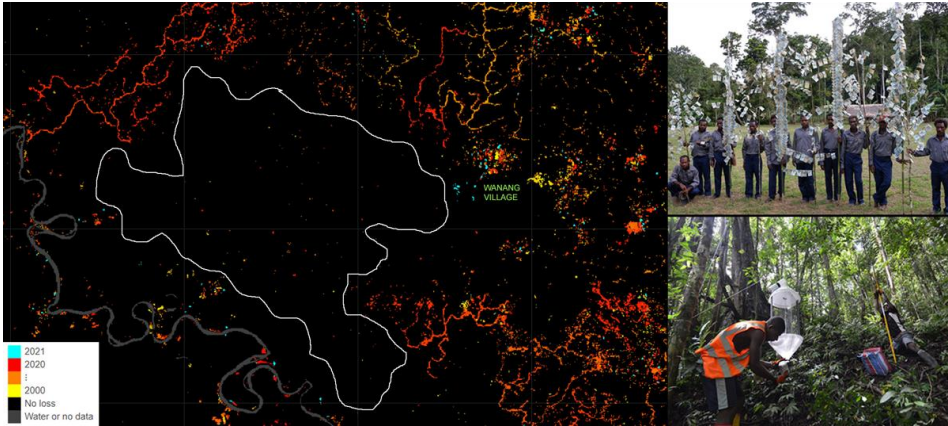 WANANG
VILLAGE
2021
2020
⋮
2000
No loss
Water or no data